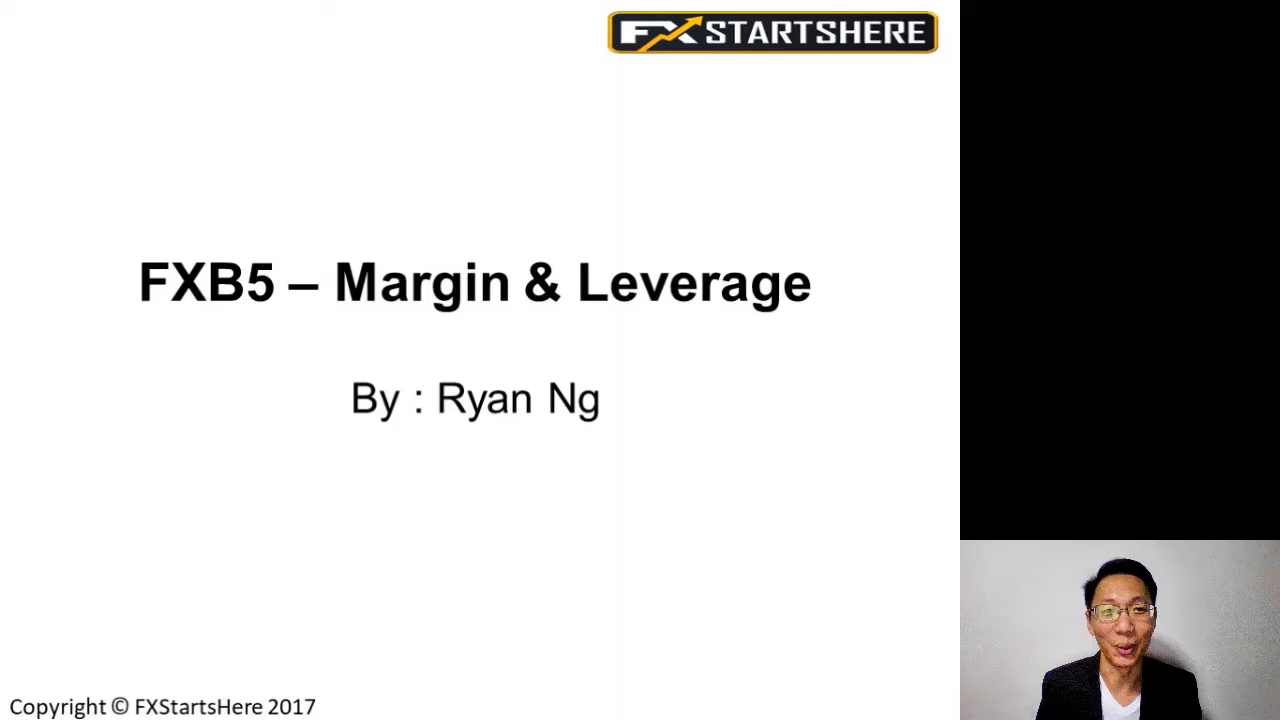 FX STARTSHERE
FXB5 – Margin & Leverage
By : Ryan Ng
Copyright © FXStartsHere 2017